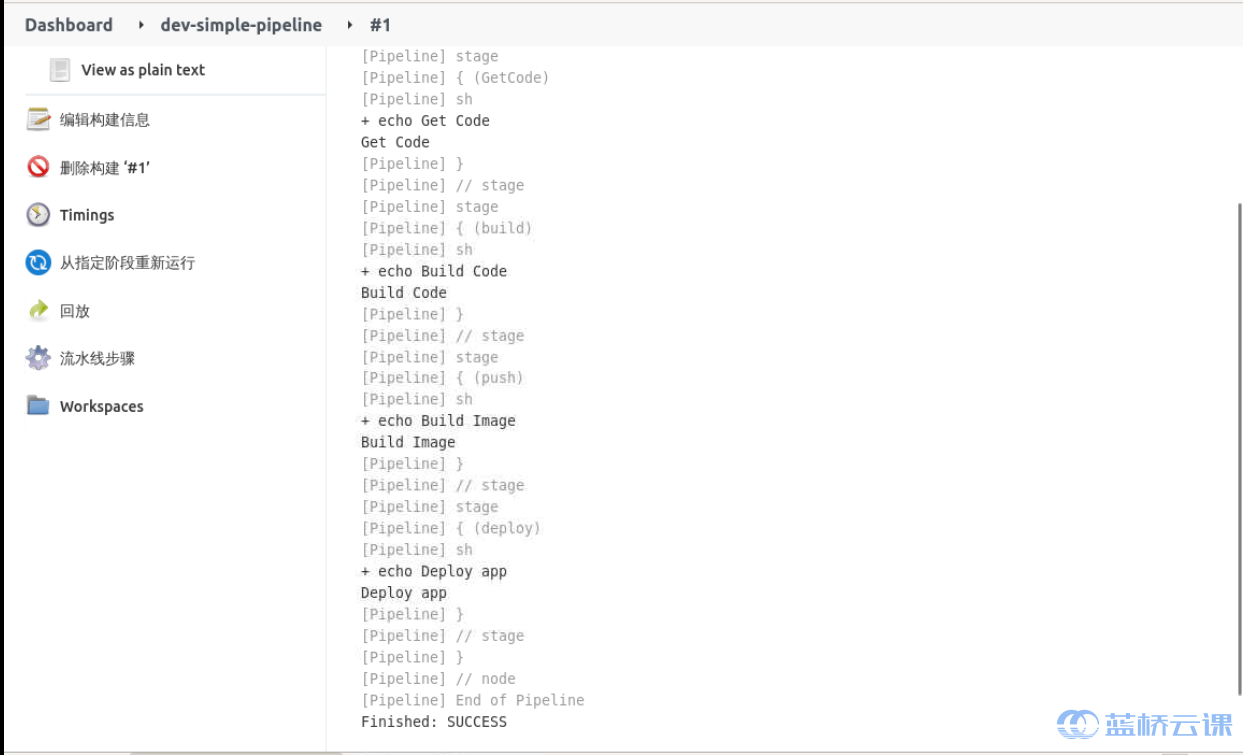 Dashboard dev-simple-pipeline #1
View as plain text
编辑构建信息
删除构建 ‘#1’
Timings
从指定阶段重新运行
回放
流水线步骤
Workspaces
[Pipeline] stage
[Pipeline] { (GetCode)
[Pipeline] sh
+ echo Get Code
Get Code
[Pipeline] }
[Pipeline] // stage
[Pipeline] stage
[Pipeline] { (build)
[Pipeline] sh
+ echo Build Code
Build Code
[Pipeline] }
[Pipeline] // stage
[Pipeline] stage
[Pipeline] { (push)
[Pipeline] sh
+ echo Build Image
Build Image
[Pipeline] }
[Pipeline] // stage
[Pipeline] stage
[Pipeline] { (deploy)
[Pipeline] sh
+ echo Deploy app
Deploy app
[Pipeline] }
[Pipeline] // stage
[Pipeline] }
[Pipeline] // node
[Pipeline] End of Pipeline
Finished: SUCCESS
蓝桥云课